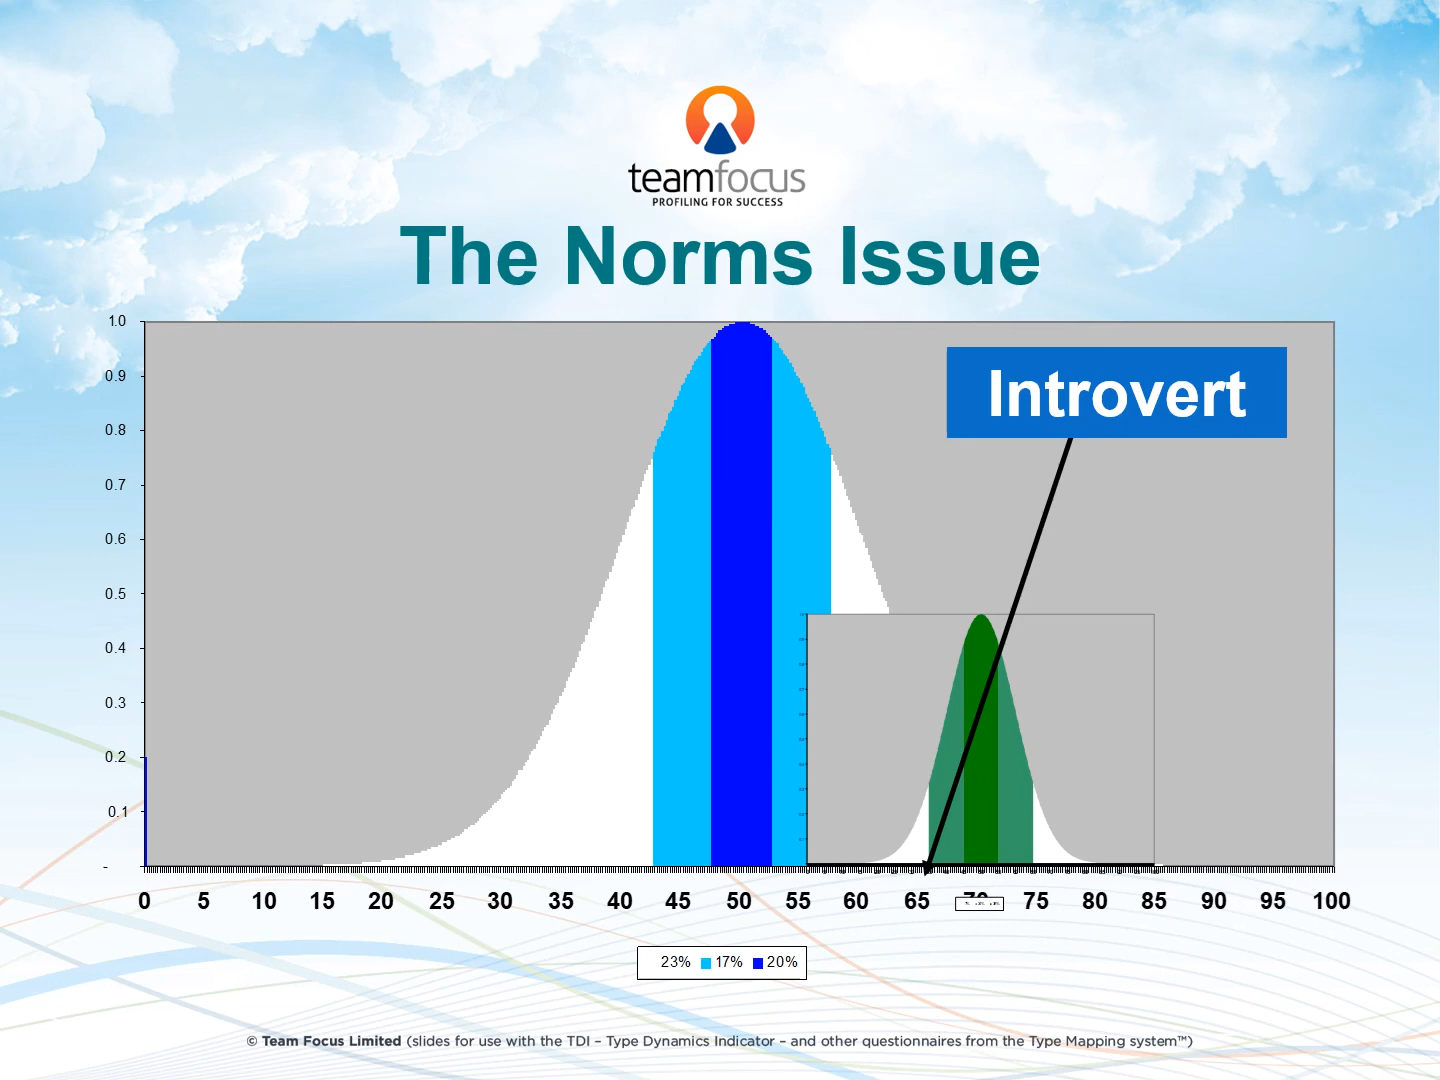 teamfocus
PROFILING FOR SUCCESS
The Norms Issue
1.0
0.9
0.8
0.7
0.6
0.5
0.4
0.3
0.2
0.1
-
Introvert
0 5 10 15 20 25 30 35 40 45 50 55 60 65 75 80 85 90 95 100
23% 17% 20%
© Team Focus Limited (slides for use with the TDI – Type Dynamics Indicator – and other questionnaires from the Type Mapping system™)